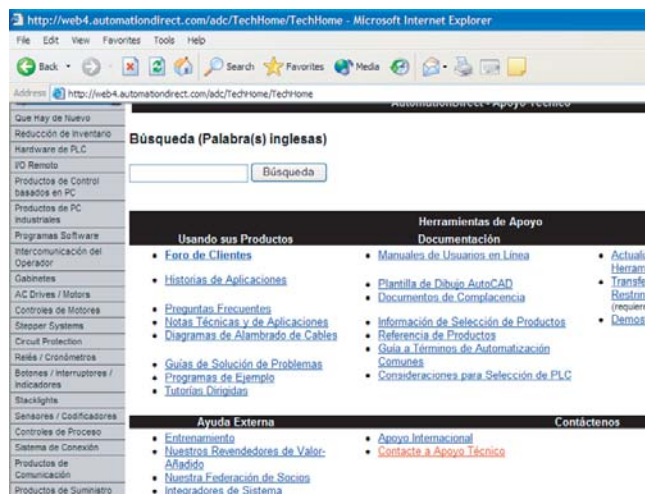 http://web4.automationdirect.com/adc/TechHome/TechHome - Microsoft Internet Explorer
File Edit View Favorites Tools Help
Back Search Favorites Media
Address http://web4.automationdirect.com/adc/TechHome/TechHome
AutomationDirect - Apoyo Técnico
Que Hay de Nuevo
Reducción de Inventario
Hardware de PLC
I/O Remoto
Productos de Control
basados en PC
Productos de PC
Industriales
Programas Software
Intercomunicación del
Operador
Gabinetes
AC Drives / Motors
Controles de Motores
Stepper Systems
Circuit Protection
Relés / Cronómetros
Botones / Interruptores /
Indicadores
Stacklights
Sensores / Codificadores
Controles de Proceso
Sistema de Conexión
Productos de
Comunicación
Productos de Suministro
Búsqueda (Palabra(s) inglesas)
Búsqueda
Herramientas de Apoyo
Usando sus Productos
Foro de Clientes
Historias de Aplicaciones
Preguntas Frecuentes
Notas Técnicas y de Aplicaciones
Diagramas de Alambrado de Cables
Guías de Solución de Problemas
Programas de Ejemplo
Tutorías Dirigidas
Documentación
Manuales de Usuarios en Línea
Plantilla de Dibujo AutoCAD
Documentos de Complacencia
Información de Selección de Productos
Referencia de Productos
Guía a Términos de Automatización
Comunes
Consideraciones para Selección de PLC
Actuali
Herram
Transfe
Restri
(requier
Demos
Ayuda Externa
Entrenamiento
Nuestros Revendedores de Valor-
Añadido
Nuestra Federación de Socios
Integradores de Sistema
Contáctenos
Apoyo Internacional
Contacte a Apoyo Técnico